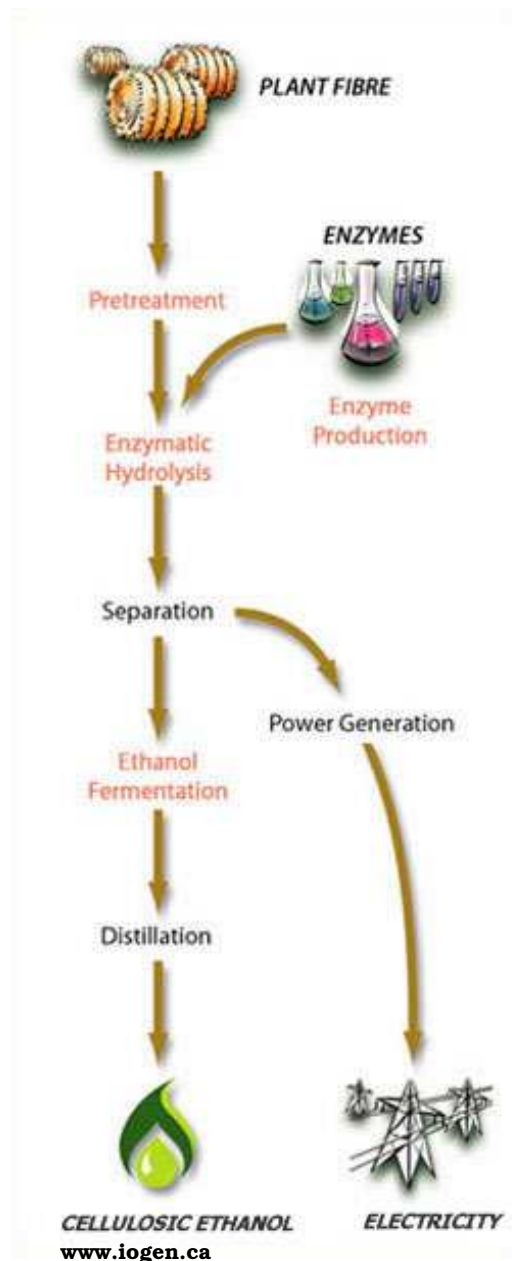 PLANT FIBRE
ENZYMES
Pretreatment
Enzyme
Production
Enzymatic
Hydrolysis
Separation
Power Generation
Ethanol
Fermentation
Distillation
CELLULOSIC ETHANOL
ELECTRICITY
www.iogen.ca